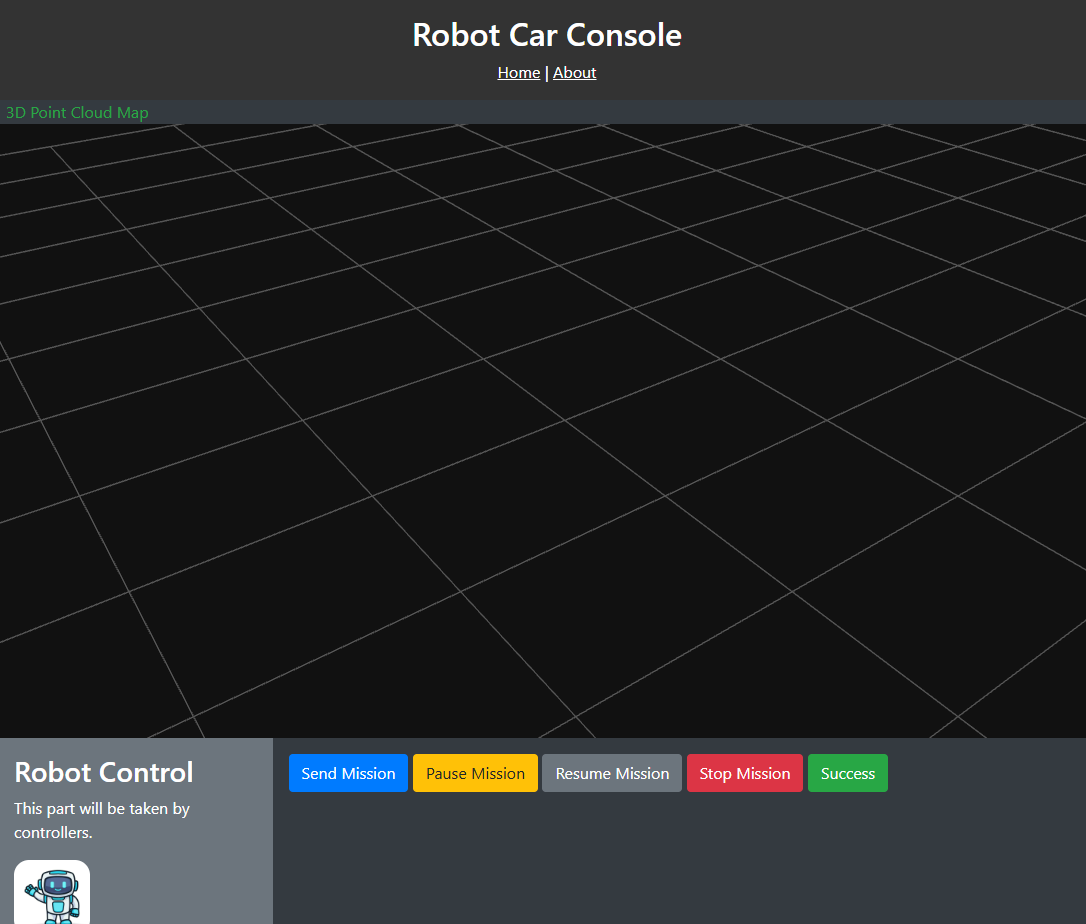 Robot Car Console
Home | About
3D Point Cloud Map
Robot Control
This part will be taken by
controllers.
Send Mission
Pause Mission
Resume Mission
Stop Mission
Success